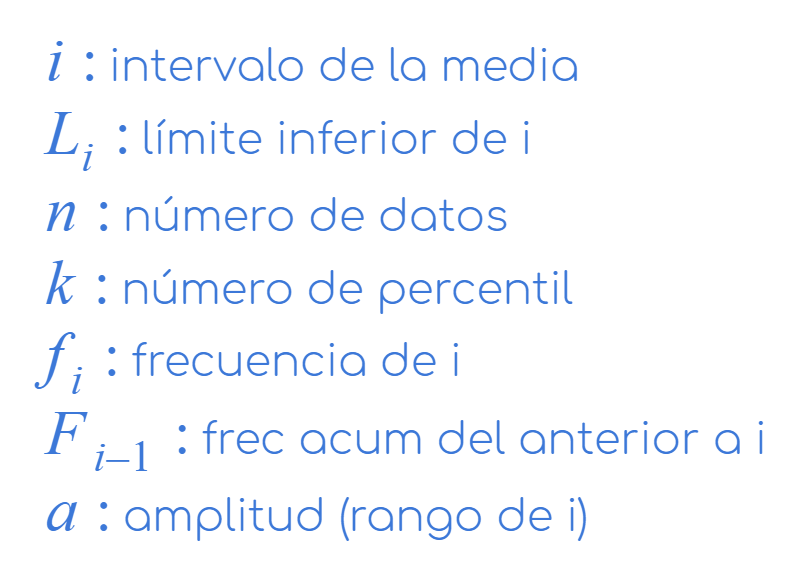 i : intervalo de la media
L_i : límite inferior de i
n : número de datos
k : número de percentil
f_i : frecuencia de i
F_{i–1} : frec acum del anterior a i
a : amplitud (rango de i)